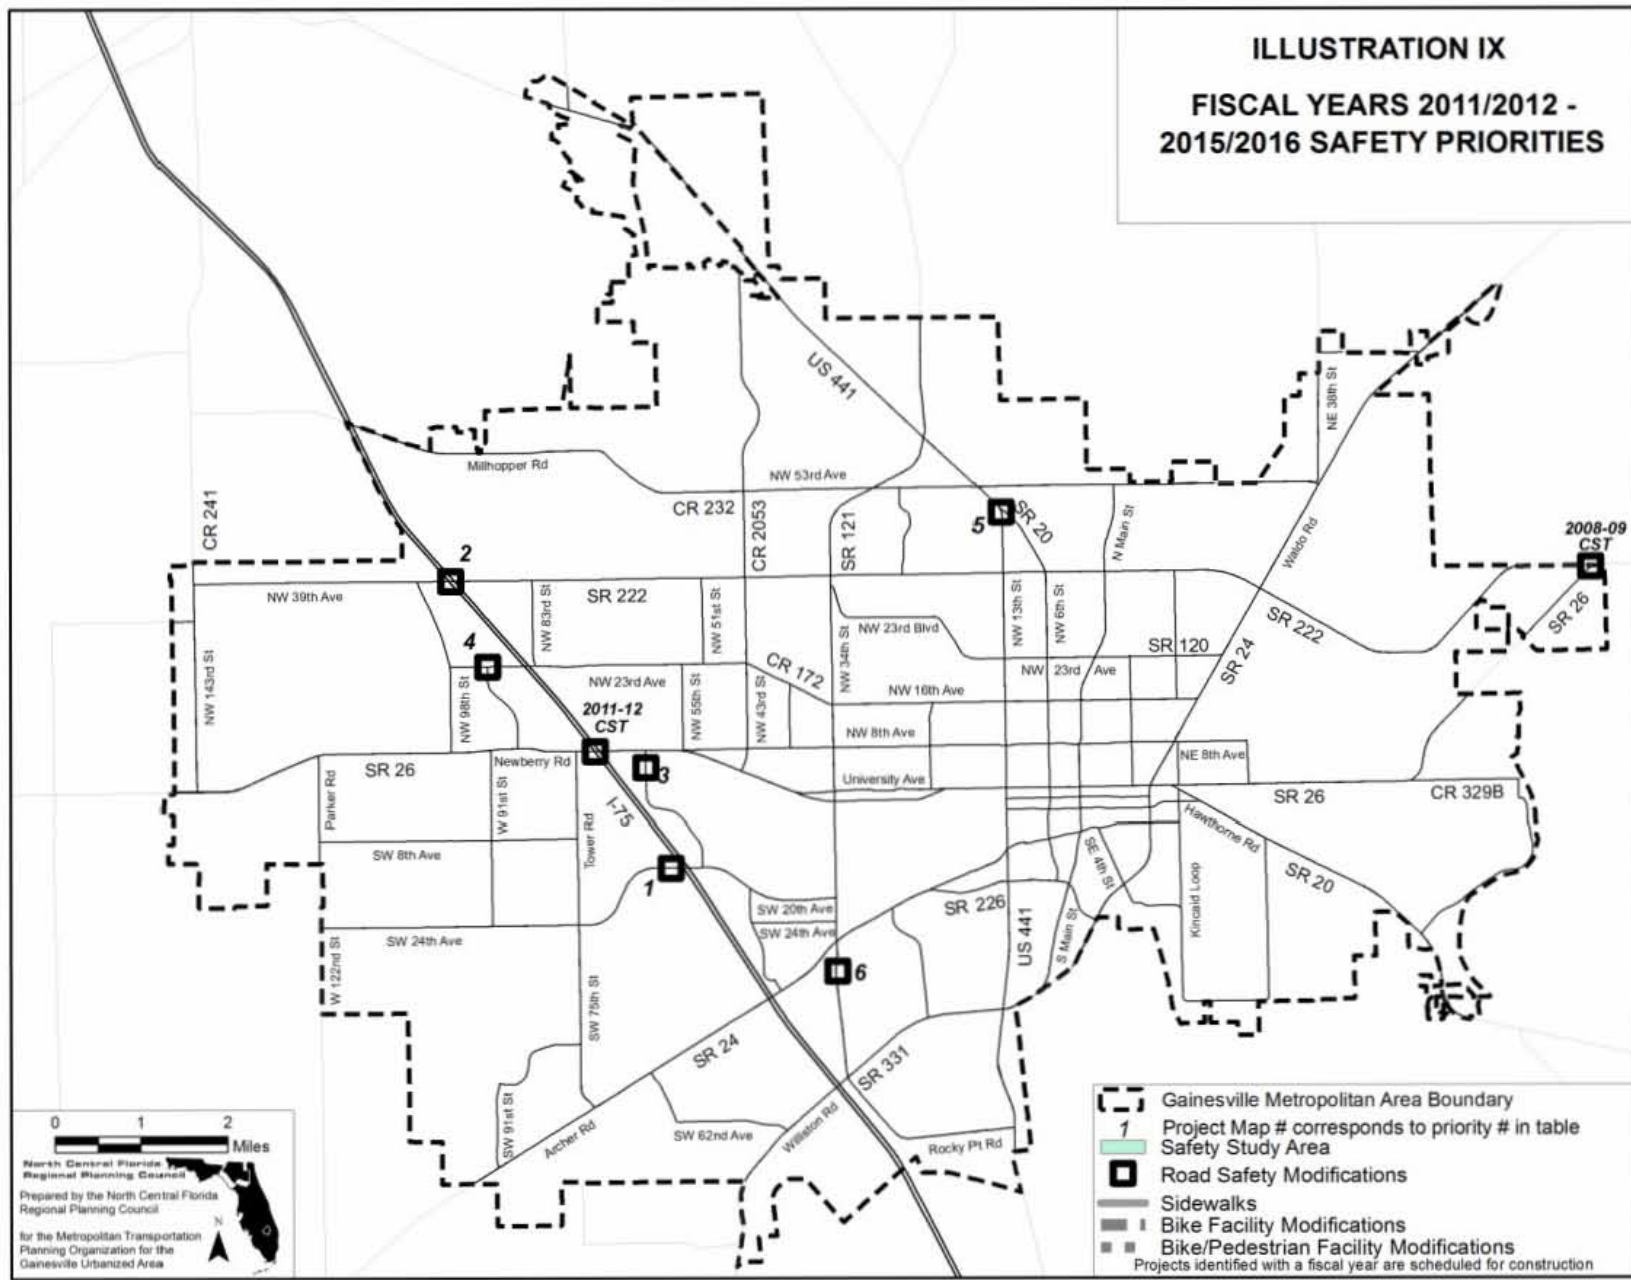 ILLUSTRATION IX
FISCAL YEARS 2011/2012 -
2015/2016 SAFETY PRIORITIES
US 441
NE 38th St
Millhopper Rd
NW 53rd Ave
CR 241
CR 232
CR 2053
SR 121
5
SR 20
N Main St
Waldo Rd
2008-09
CST
2
NW 39th Ave
NW 83rd St
SR 222
NW 51st St
NW 13th St
NW 6th St
SR 222
SR 26
4
NW 34th St
NW 23rd Blvd
SR 120
SR 24
NW 143rd St
NW 98th St
NW 23rd Ave
NW 55th St
NW 43rd St
CR 172
NW 23rd Ave
NW 16th Ave
2011-12
CST
NW 8th Ave
NE 8th Ave
SR 26
Newberry Rd
3
University Ave
SR 26
CR 329B
Parker Rd
W 91st St
I-75
Tower Rd
Hawthorne Rd
SW 8th Ave
1
SE 4th St
Kincaid Loop
SR 20
SW 20th Ave
SR 226
SW 24th Ave
SW 24th Ave
US 441
S Main St
W 122nd St
6
SW 75th St
SR 24
SR 331
SW 91st St
Archer Rd
SW 62nd Ave
Williston Rd
Rocky Pt Rd
Gainesville Metropolitan Area Boundary
1 Project Map # corresponds to priority # in table
Safety Study Area
Road Safety Modifications
Sidewalks
Bike Facility Modifications
Bike/Pedestrian Facility Modifications
Projects identified with a fiscal year are scheduled for construction
0 1 2
Miles
North Central Florida
Regional Planning Council
Prepared by the North Central Florida
Regional Planning Council
N
for the Metropolitan Transportation
Planning Organization for the
Gainesville Urbanized Area